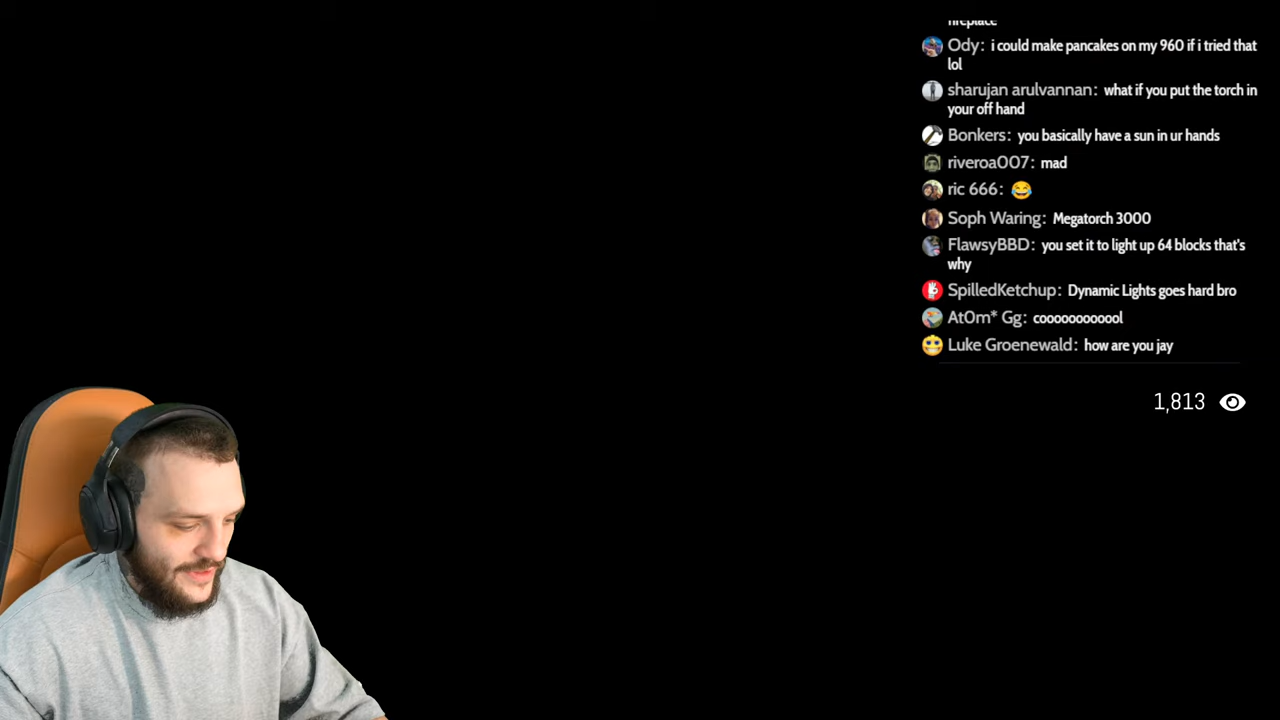 fireplace
Ody: i could make pancakes on my 960 if i tried that
lol
sharujan arulvannan: what if you put the torch in
your off hand
Bonkers: you basically have a sun in ur hands
riveroa007: mad
ric 666: 😂
Soph Waring: Megatorch 3000
FlawsyBBD: you set it to light up 64 blocks that's
why
SpilledKetchup: Dynamic Lights goes hard bro
At0m* Gg: cooooooooool
Luke Groenewald: how are you jay
1,813